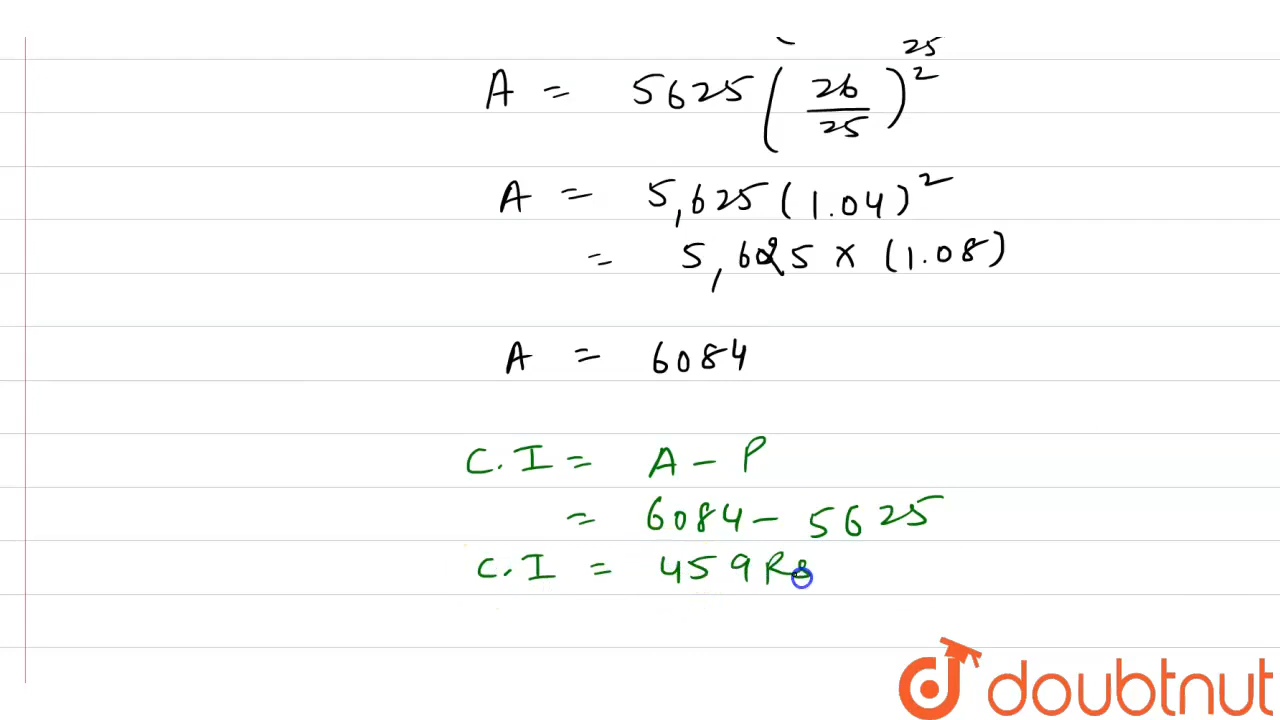 25
A = 5625 ( 26/25 )²
A = 5,625 ( 1.04 )²
= 5,625 × (1.08)
A = 6084
C.I = A - P
= 6084 - 5625
C.I = 459 Rs
doubtnut